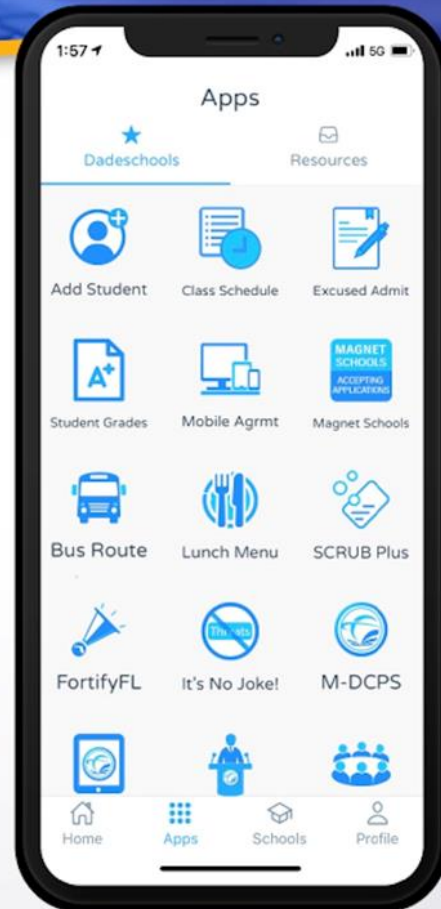 1:57
5G
Apps
Dadeschools
Resources
Add Student
Class Schedule
Excused Admit
A+
MAGNET
SCHOOLS
ACCEPTING
APPLICATIONS
Student Grades
Mobile Agrmt
Magnet Schools
Bus Route
Lunch Menu
SCRUB Plus
Threats
FortifyFL
It's No Joke!
M-DCPS
Home
Apps
Schools
Profile